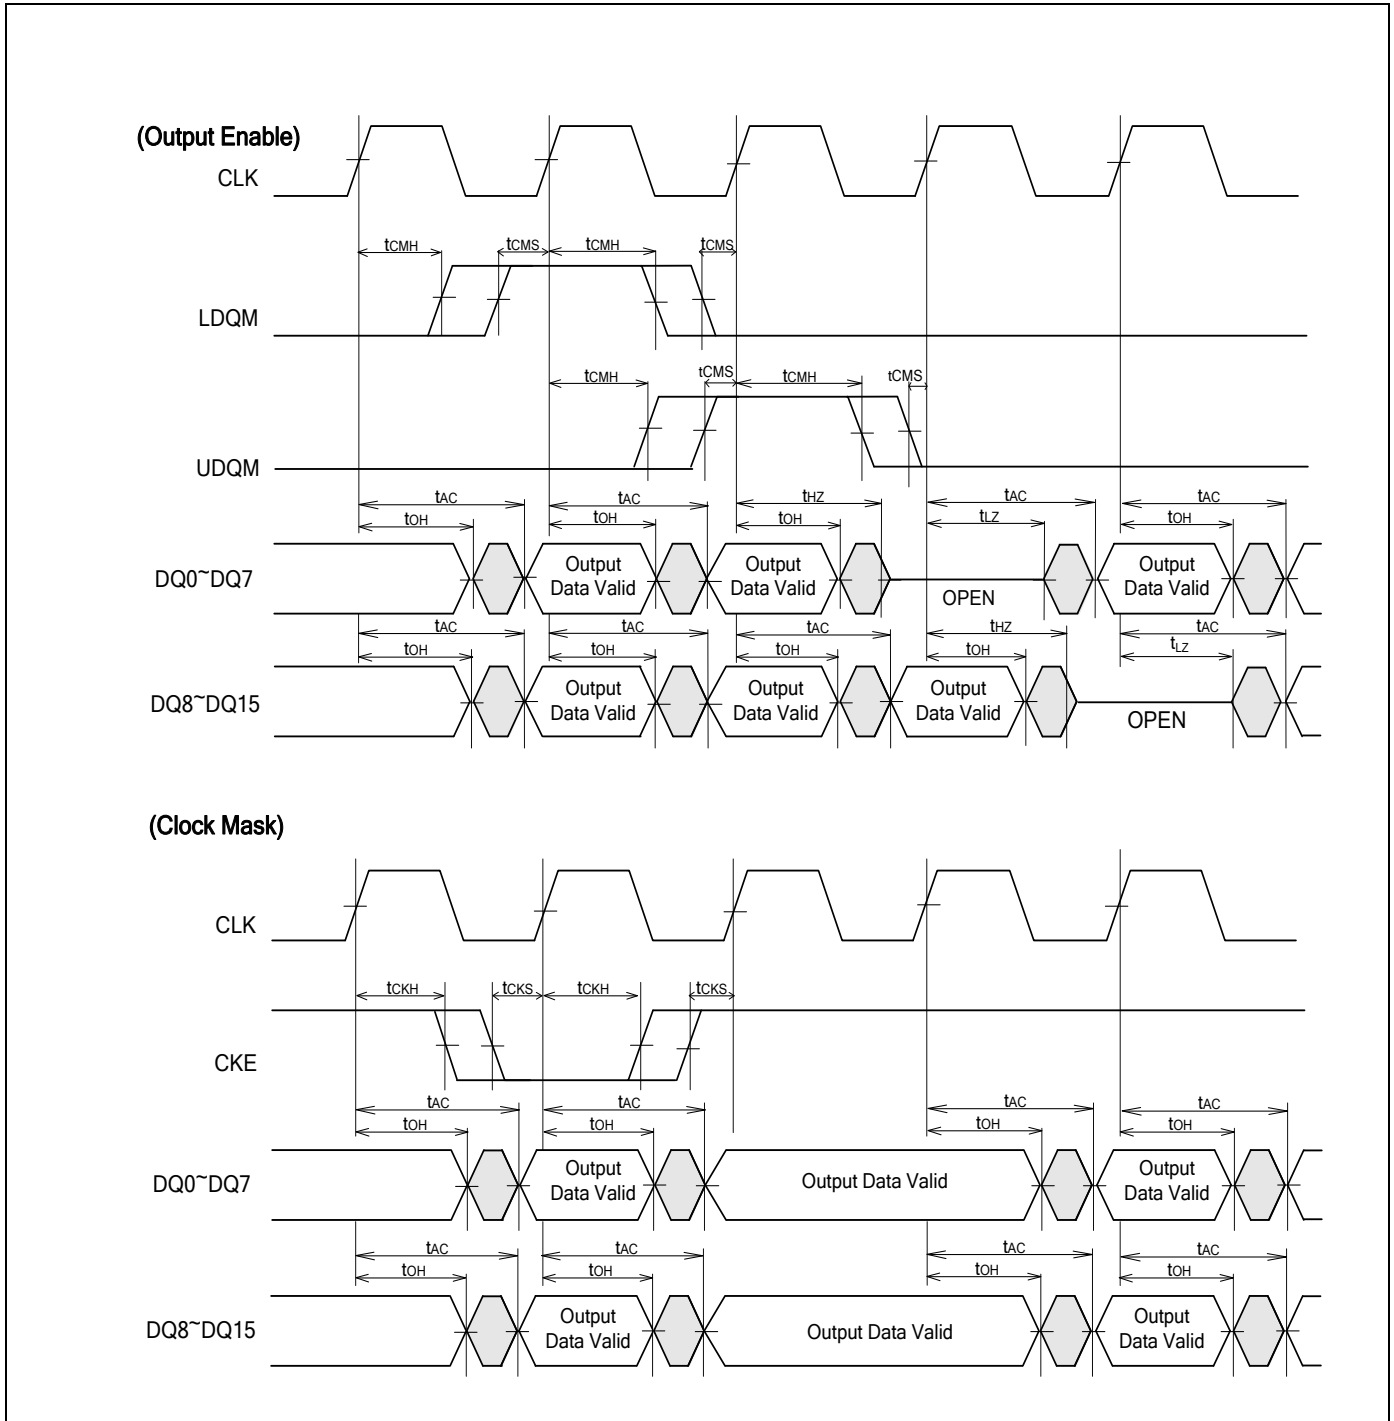 (Output Enable)
CLK
tCMH tCMS tCMH tCMS
LDQM
tCMH tCMS tCMH tCMS
UDQM
tAC tAC tHZ tAC tAC
tOH tOH tOH tLZ tOH
DQ0~DQ7 Output Data Valid Output Data Valid OPEN Output Data Valid
tAC tAC tAC tHZ tAC
tOH tOH tOH tOH tLZ
DQ8~DQ15 Output Data Valid Output Data Valid Output Data Valid OPEN
(Clock Mask)
CLK
tCKH tCKS tCKH tCKS
CKE
tAC tAC tAC tAC
tOH tOH tOH tOH
DQ0~DQ7 Output Data Valid Output Data Valid Output Data Valid
tAC tAC tAC tAC
tOH tOH tOH tOH
DQ8~DQ15 Output Data Valid Output Data Valid Output Data Valid